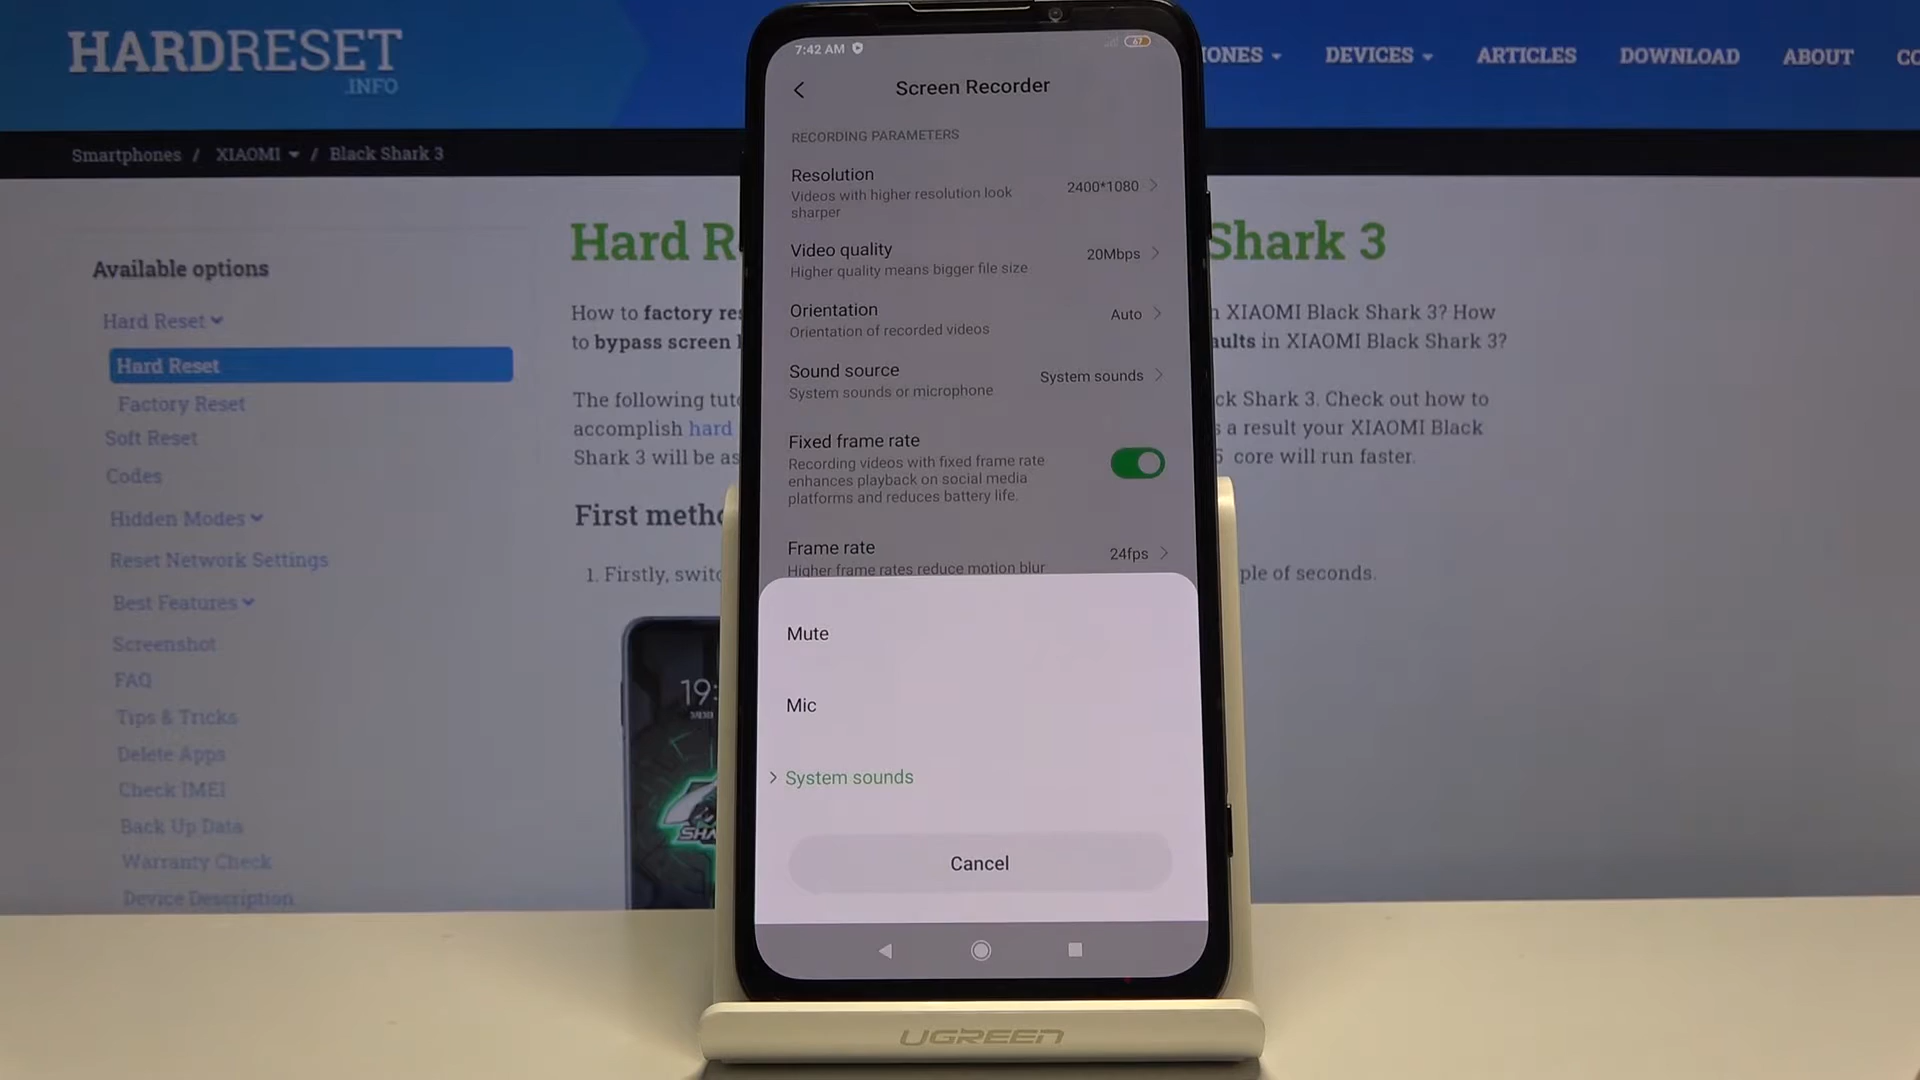 HARDRESET
.INFO
IONES
DEVICES
ARTICLES
DOWNLOAD
ABOUT
CO
Smartphones / XIAOMI / Black Shark 3
Available options
Hard Reset
Hard Reset
Factory Reset
Soft Reset
Codes
Hidden Modes
Reset Network Settings
Best Features
Screenshot
FAQ
Tips & Tricks
Delete Apps
Check IMEI
Back Up Data
Warranty Check
Device Description
Hard R
Shark 3
How to factory res
n XIAOMI Black Shark 3? How
to bypass screen l
aults in XIAOMI Black Shark 3?
The following tuto
ck Shark 3. Check out how to
accomplish hard
s a result your XIAOMI Black
Shark 3 will be as
core will run faster.
First metho
1. Firstly, switc
ple of seconds.
19:
SHA
7:42 AM
67
Screen Recorder
RECORDING PARAMETERS
Resolution
Videos with higher resolution look
sharper
2400*1080
Video quality
Higher quality means bigger file size
20Mbps
Orientation
Orientation of recorded videos
Auto
Sound source
System sounds or microphone
System sounds
Fixed frame rate
Recording videos with fixed frame rate
enhances playback on social media
platforms and reduces battery life.
Frame rate
Higher frame rates reduce motion blur
24fps
Mute
Mic
System sounds
Cancel
UGREEN